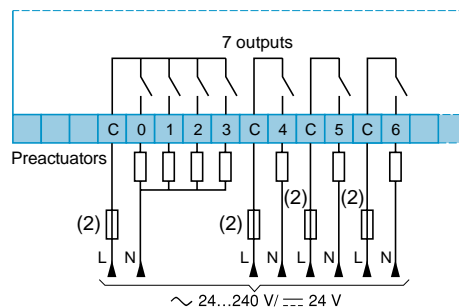 7 outputs
C 0 1 2 3 C 4 C 5 C 6
Preactuators
(2) (2) (2) (2)
L N L N L N L N
∼ 24...240 V/ ⎓ 24 V